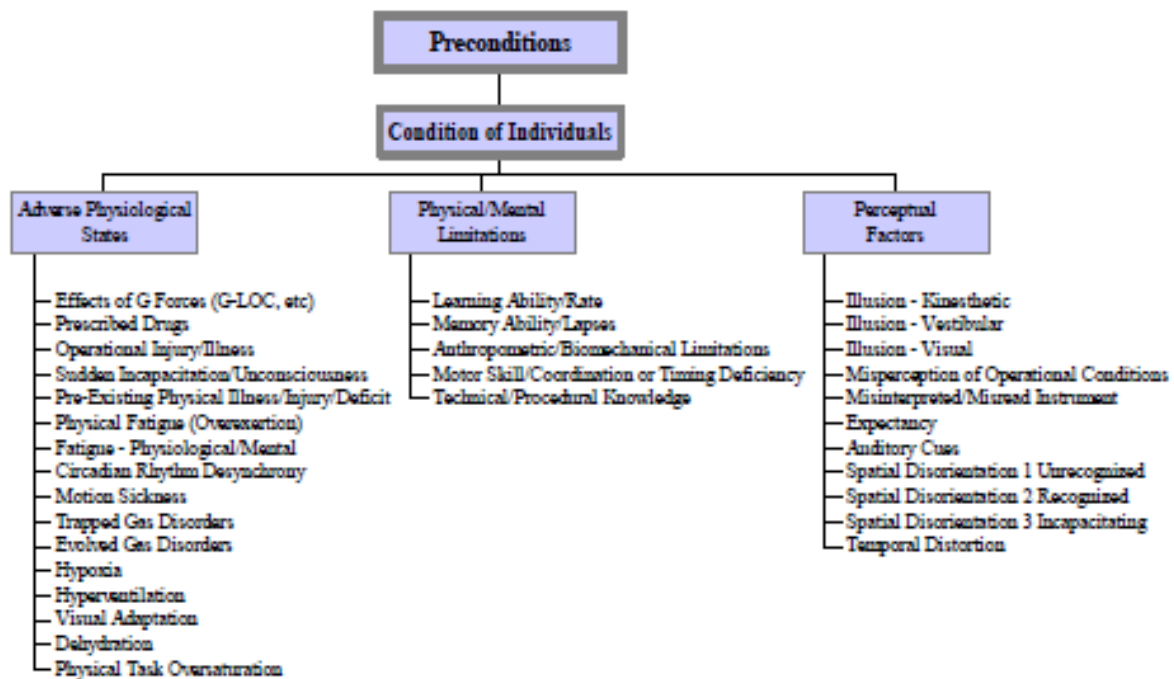 Preconditions
Condition of Individuals
Adverse Physiological
States
Effects of G Forces (G-LOC, etc)
Prescribed Drugs
Operational Injury/Illness
Sudden Incapacitation/Unconsciousness
Pre-Existing Physical Illness/Injury/Deficit
Physical Fatigue (Overexertion)
Fatigue - Physiological/Mental
Circadian Rhythm Desynchrony
Motion Sickness
Trapped Gas Disorders
Evolved Gas Disorders
Hypoxia
Hyperventilation
Visual Adaptation
Dehydration
Physical Task Oversaturation
Physical/Mental
Limitations
Learning Ability/Rate
Memory Ability/Lapses
Anthropometric/Biomechanical Limitations
Motor Skill/Coordination or Timing Deficiency
Technical/Procedural Knowledge
Perceptual
Factors
Illusion - Kinesthetic
Illusion - Vestibular
Illusion - Visual
Misperception of Operational Conditions
Misinterpreted/Misread Instrument
Expectancy
Auditory Cues
Spatial Disorientation 1 Unrecognized
Spatial Disorientation 2 Recognized
Spatial Disorientation 3 Incapacitating
Temporal Distortion